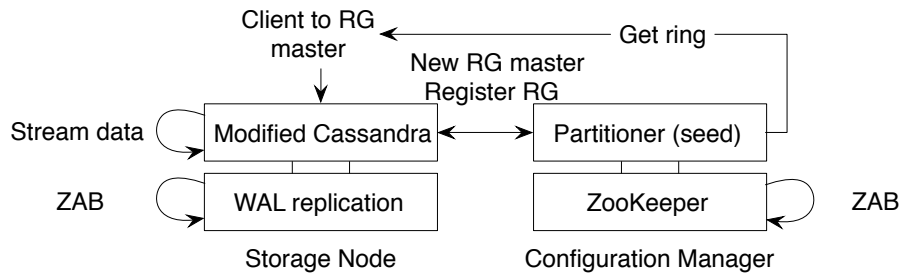 Client to RG
master
Get ring
New RG master
Register RG
Stream data
Modified Cassandra
Partitioner (seed)
ZAB
WAL replication
ZooKeeper
ZAB
Storage Node
Configuration Manager